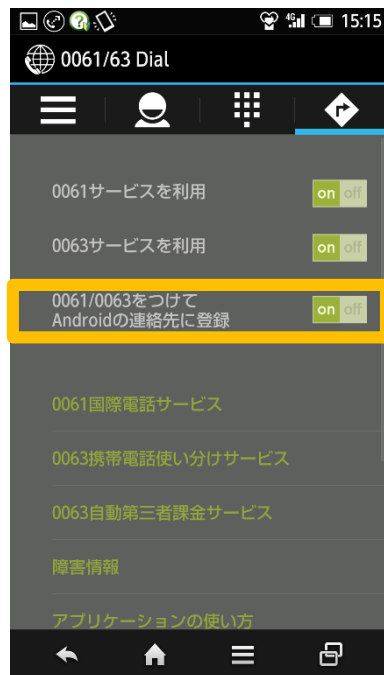 4G 15:15
0061/63 Dial
0061サービスを利用 on off
0063サービスを利用 on off
0061/0063をつけて
Androidの連絡先に登録 on off
0061国際電話サービス
0063携帯電話使い分けサービス
0063自動第三者課金サービス
障害情報
アプリケーションの使い方